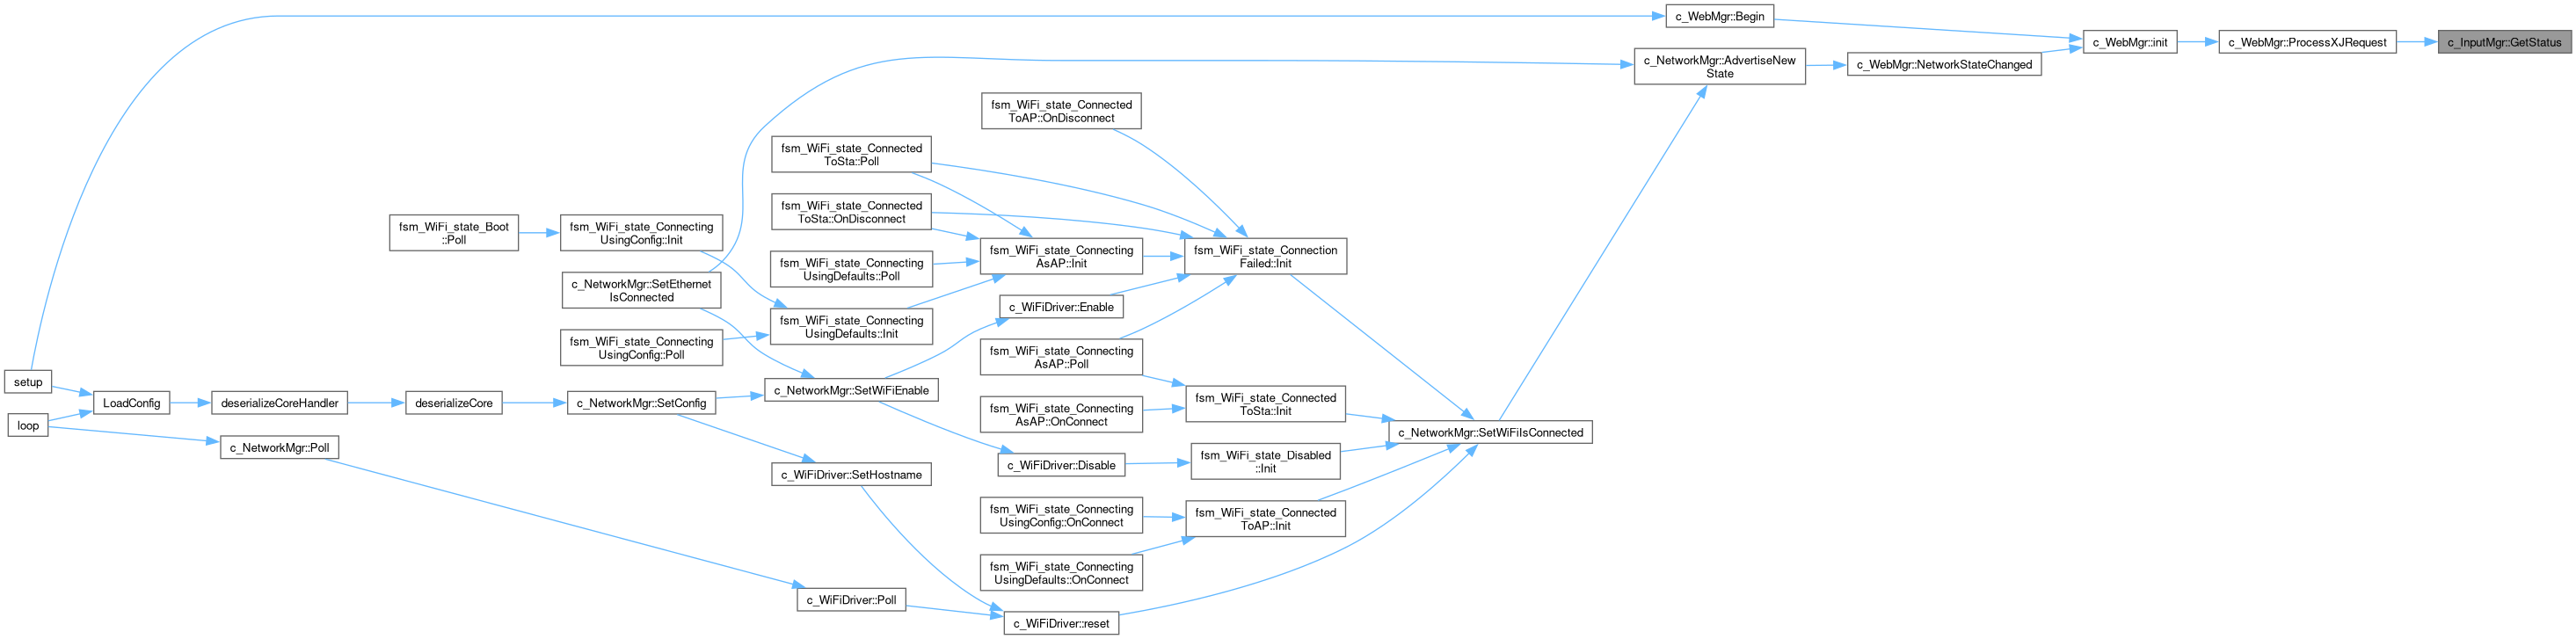 c_WebMgr::Begin
c_WebMgr::init
c_WebMgr::ProcessXJRequest
c_InputMgr::GetStatus
c_NetworkMgr::AdvertiseNew
State
c_WebMgr::NetworkStateChanged
fsm_WiFi_state_Connected
ToAP::OnDisconnect
fsm_WiFi_state_Connected
ToSta::Poll
fsm_WiFi_state_Connected
ToSta::OnDisconnect
fsm_WiFi_state_Boot
::Poll
fsm_WiFi_state_Connecting
UsingConfig::Init
fsm_WiFi_state_Connecting
AsAP::Init
fsm_WiFi_state_Connection
Failed::Init
fsm_WiFi_state_Connecting
UsingDefaults::Poll
c_NetworkMgr::SetEthernet
IsConnected
c_WiFiDriver::Enable
fsm_WiFi_state_Connecting
UsingDefaults::Init
fsm_WiFi_state_Connecting
UsingConfig::Poll
fsm_WiFi_state_Connecting
AsAP::Poll
setup
LoadConfig
deserializeCoreHandler
deserializeCore
c_NetworkMgr::SetConfig
c_NetworkMgr::SetWiFiEnable
fsm_WiFi_state_Connecting
AsAP::OnConnect
fsm_WiFi_state_Connected
ToSta::Init
loop
c_NetworkMgr::SetWiFiIsConnected
c_NetworkMgr::Poll
c_WiFiDriver::SetHostname
c_WiFiDriver::Disable
fsm_WiFi_state_Disabled
::Init
fsm_WiFi_state_Connecting
UsingConfig::OnConnect
fsm_WiFi_state_Connected
ToAP::Init
fsm_WiFi_state_Connecting
UsingDefaults::OnConnect
c_WiFiDriver::Poll
c_WiFiDriver::reset